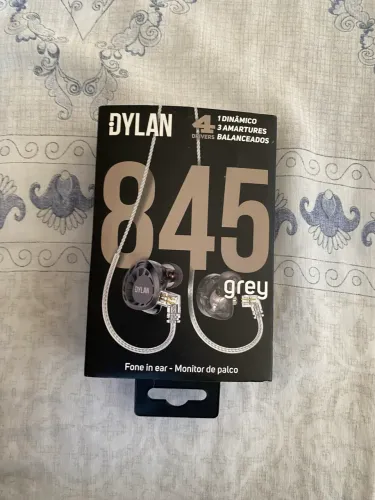 DYLAN
4
DRIVERS
1 DINÂMICO
3 AMARTURES
BALANCEADOS
845
grey
DYLAN
Fone in ear - Monitor de palco